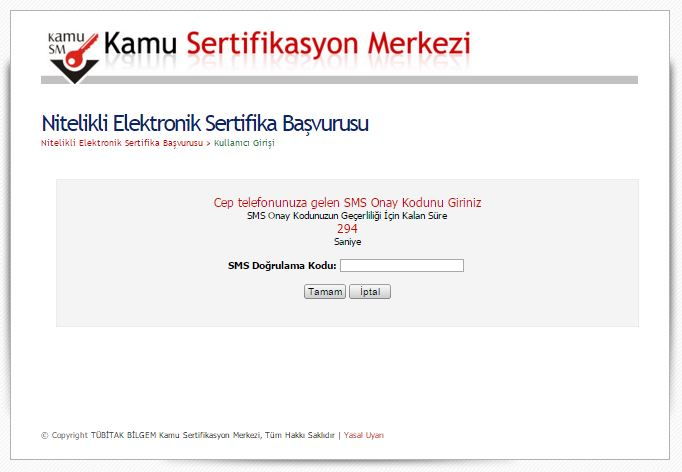 KAMU SM Kamu Sertifikasyon Merkezi
Nitelikli Elektronik Sertifika Başvurusu
Nitelikli Elektronik Sertifika Başvurusu > Kullanıcı Girişi
Cep telefonunuza gelen SMS Onay Kodunu Giriniz
SMS Onay Kodunuzun Geçerliliği İçin Kalan Süre
294
Saniye
SMS Doğrulama Kodu:
Tamam İptal
© Copyright TÜBİTAK BİLGEM Kamu Sertifikasyon Merkezi, Tüm Hakkı Saklıdır | Yasal Uyarı